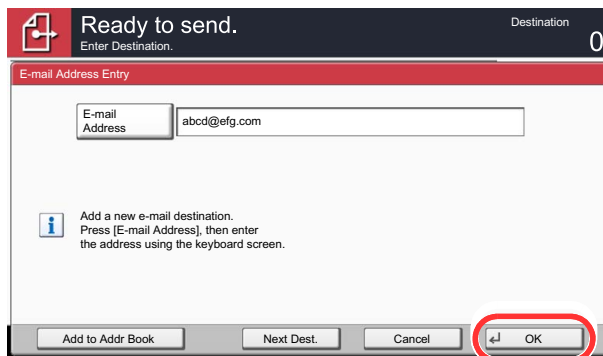 Ready to send.
Destination
Enter Destination.
0
E-mail Address Entry
E-mail
Address
abcd@efg.com
Add a new e-mail destination.
Press [E-mail Address], then enter
the address using the keyboard screen.
Add to Addr Book
Next Dest.
Cancel
OK